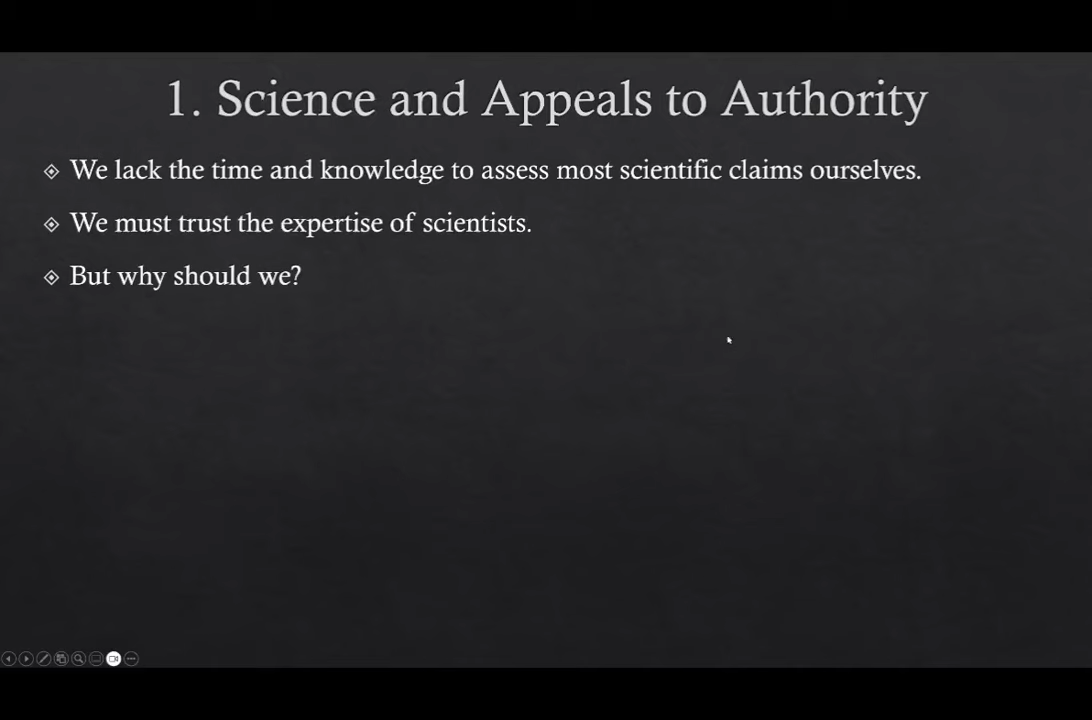 1. Science and Appeals to Authority
We lack the time and knowledge to assess most scientific claims ourselves.
We must trust the expertise of scientists.
But why should we?